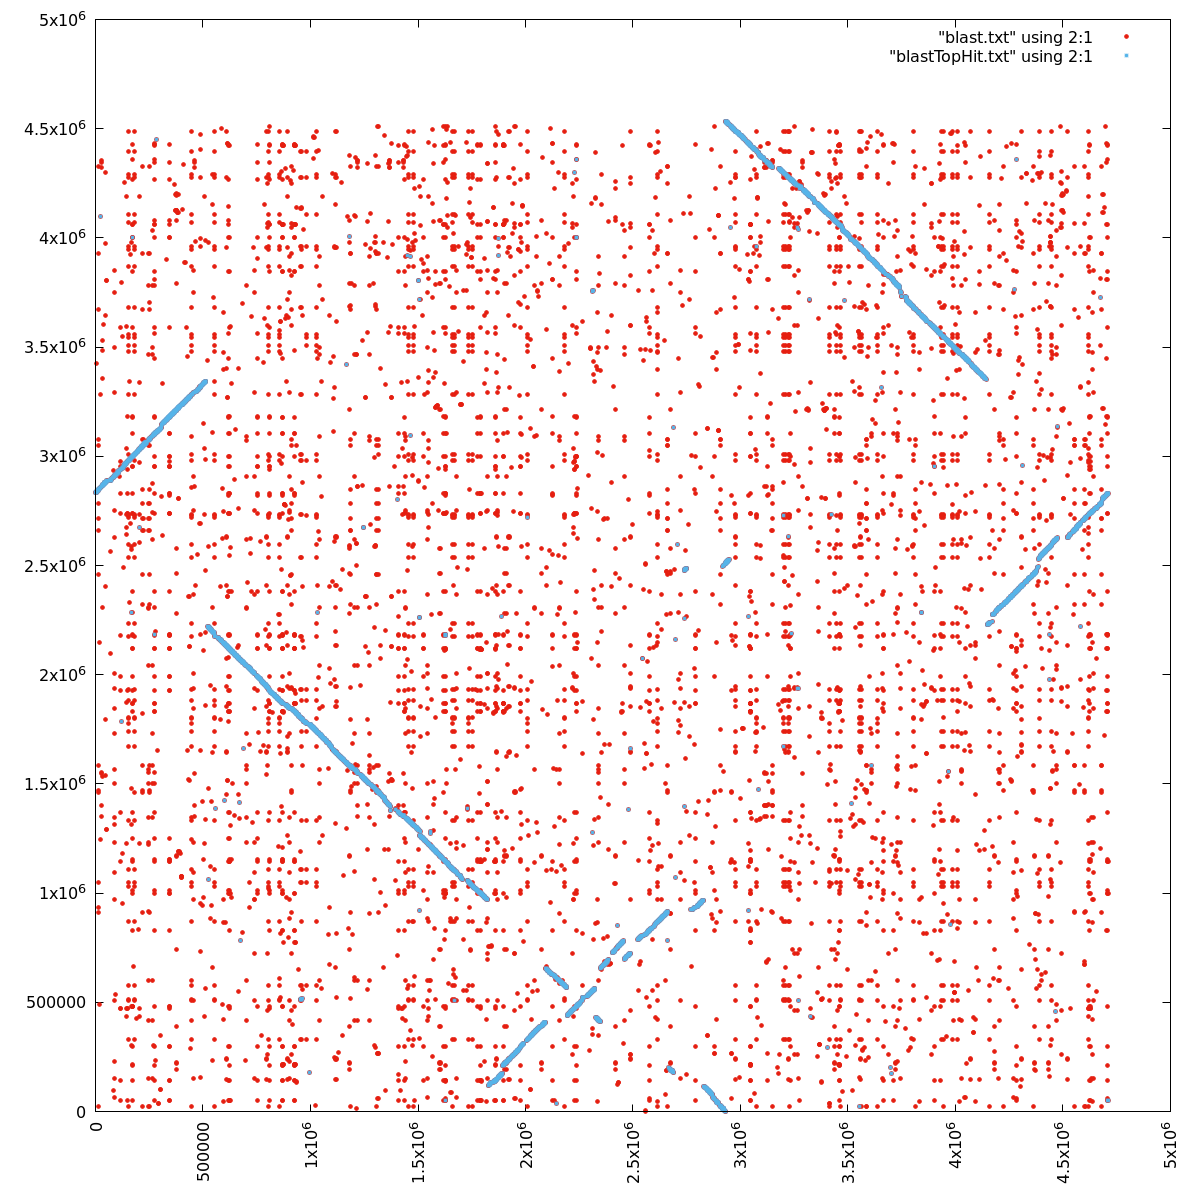 5x10⁶
"blast.txt" using 2:1
"blastTopHit.txt" using 2:1
4.5x10⁶
4x10⁶
3.5x10⁶
3x10⁶
2.5x10⁶
2x10⁶
1.5x10⁶
1x10⁶
500000
0
0 500000 1x10⁶ 1.5x10⁶ 2x10⁶ 2.5x10⁶ 3x10⁶ 3.5x10⁶ 4x10⁶ 4.5x10⁶ 5x10⁶